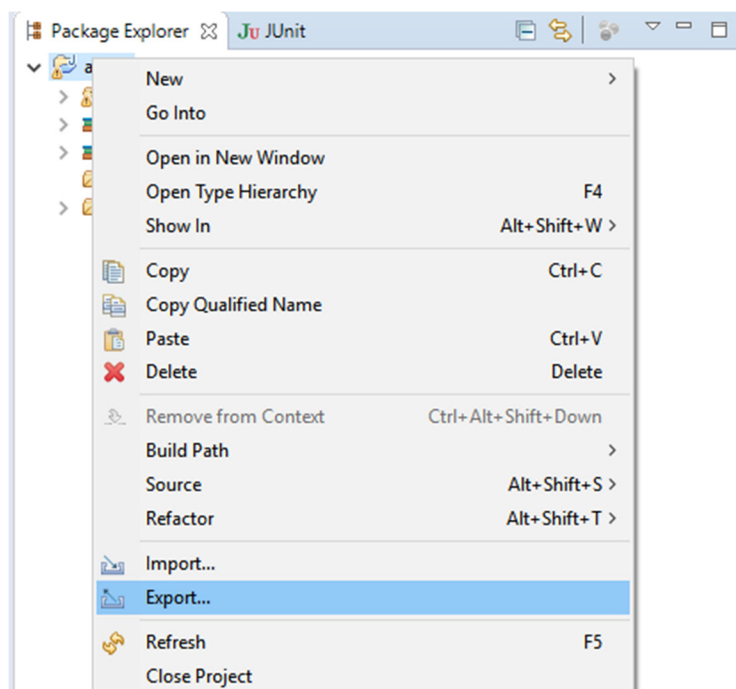 Package Explorer JUnit
New
Go Into
Open in New Window
Open Type Hierarchy F4
Show In Alt+Shift+W >
Copy Ctrl+C
Copy Qualified Name
Paste Ctrl+V
Delete Delete
Remove from Context Ctrl+Alt+Shift+Down
Build Path
Source Alt+Shift+S >
Refactor Alt+Shift+T >
Import...
Export...
Refresh F5
Close Project